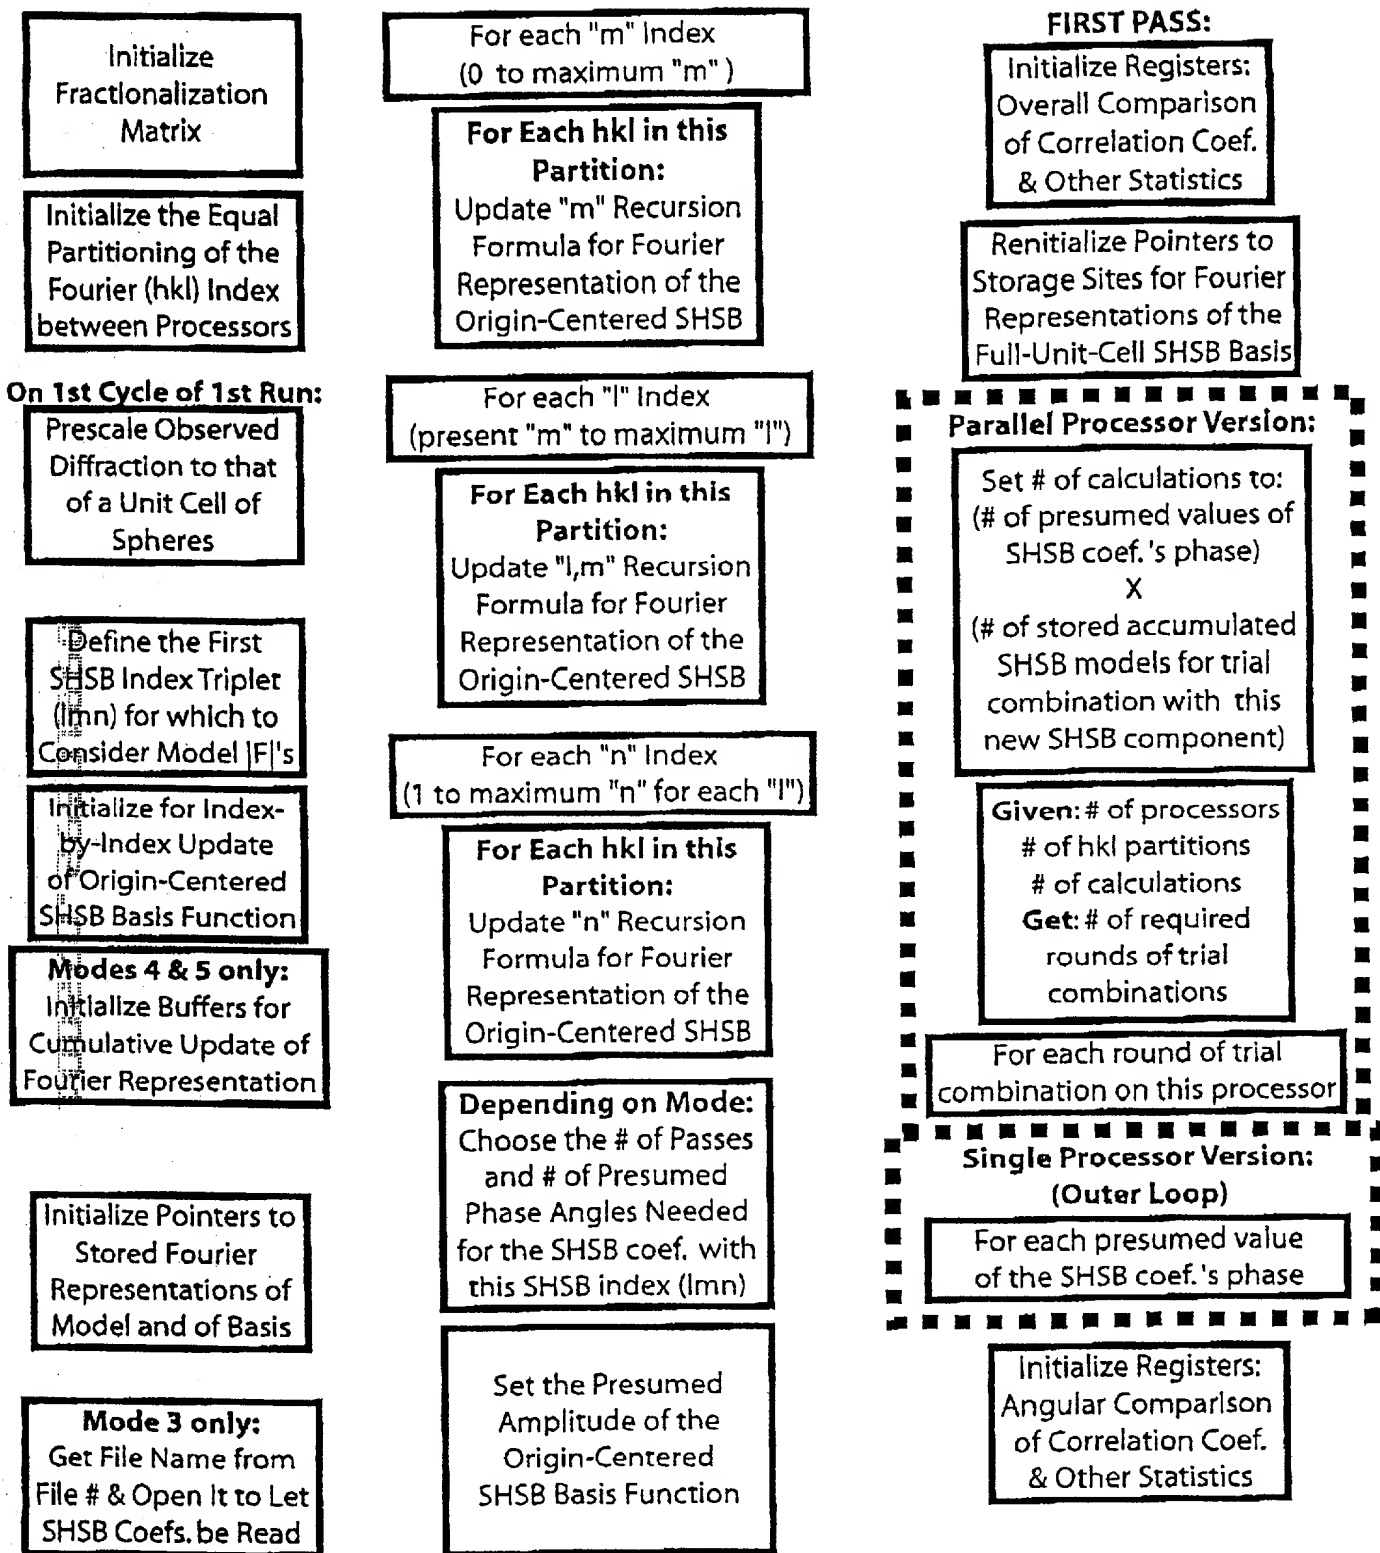 Initialize
Fractionalization
Matrix
Initialize the Equal
Partitioning of the
Fourier (hkl) Index
between Processors
On 1st Cycle of 1st Run:
Prescale Observed
Diffraction to that
of a Unit Cell of
Spheres
Define the First
SHSB Index Triplet
(lmn) for which to
Consider Model |F|'s
Initialize for Index-
by-Index Update
of Origin-Centered
SHSB Basis Function
Modes 4 & 5 only:
Initialize Buffers for
Cumulative Update of
Fourier Representation
Initialize Pointers to
Stored Fourier
Representations of
Model and of Basis
Mode 3 only:
Get File Name from
File # & Open It to Let
SHSB Coefs. be Read
For each "m" Index
(0 to maximum "m" )
For Each hkl in this
Partition:
Update "m" Recursion
Formula for Fourier
Representation of the
Origin-Centered SHSB
For each "l" Index
(present "m" to maximum "l")
For Each hkl in this
Partition:
Update "l,m" Recursion
Formula for Fourier
Representation of the
Origin-Centered SHSB
For each "n" Index
(1 to maximum "n" for each "l")
For Each hkl in this
Partition:
Update "n" Recursion
Formula for Fourier
Representation of the
Origin-Centered SHSB
Depending on Mode:
Choose the # of Passes
and # of Presumed
Phase Angles Needed
for the SHSB coef. with
this SHSB index (lmn)
Set the Presumed
Amplitude of the
Origin-Centered
SHSB Basis Function
FIRST PASS:
Initialize Registers:
Overall Comparison
of Correlation Coef.
& Other Statistics
Renitialize Pointers to
Storage Sites for Fourier
Representations of the
Full-Unit-Cell SHSB Basis
Parallel Processor Version:
Set # of calculations to:
(# of presumed values of
SHSB coef.'s phase)
X
(# of stored accumulated
SHSB models for trial
combination with this
new SHSB component)
Given: # of processors
# of hkl partitions
# of calculations
Get: # of required
rounds of trial
combinations
For each round of trial
combination on this processor
Single Processor Version:
(Outer Loop)
For each presumed value
of the SHSB coef.'s phase
Initialize Registers:
Angular Comparison
of Correlation Coef.
& Other Statistics